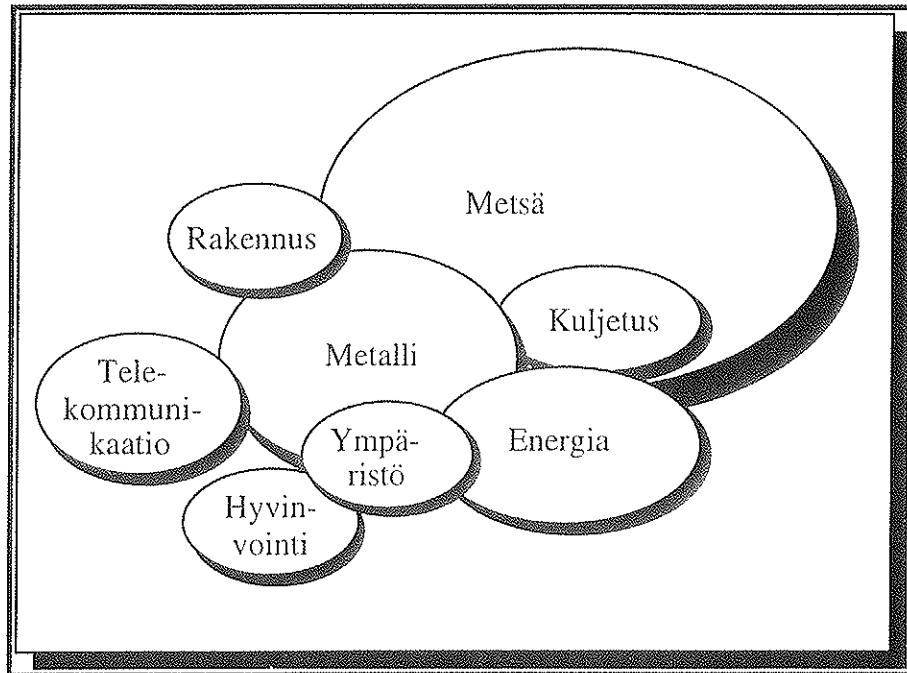 Metsä
Rakennus
Kuljetus
Metalli
Tele-
kommuni-
kaatio
Ympä-
ristö
Energia
Hyvin-
vointi